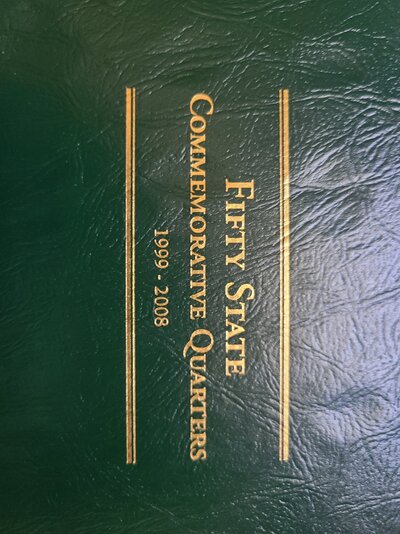 FIFTY STATE
COMMEMORATIVE QUARTERS
1999 - 2008